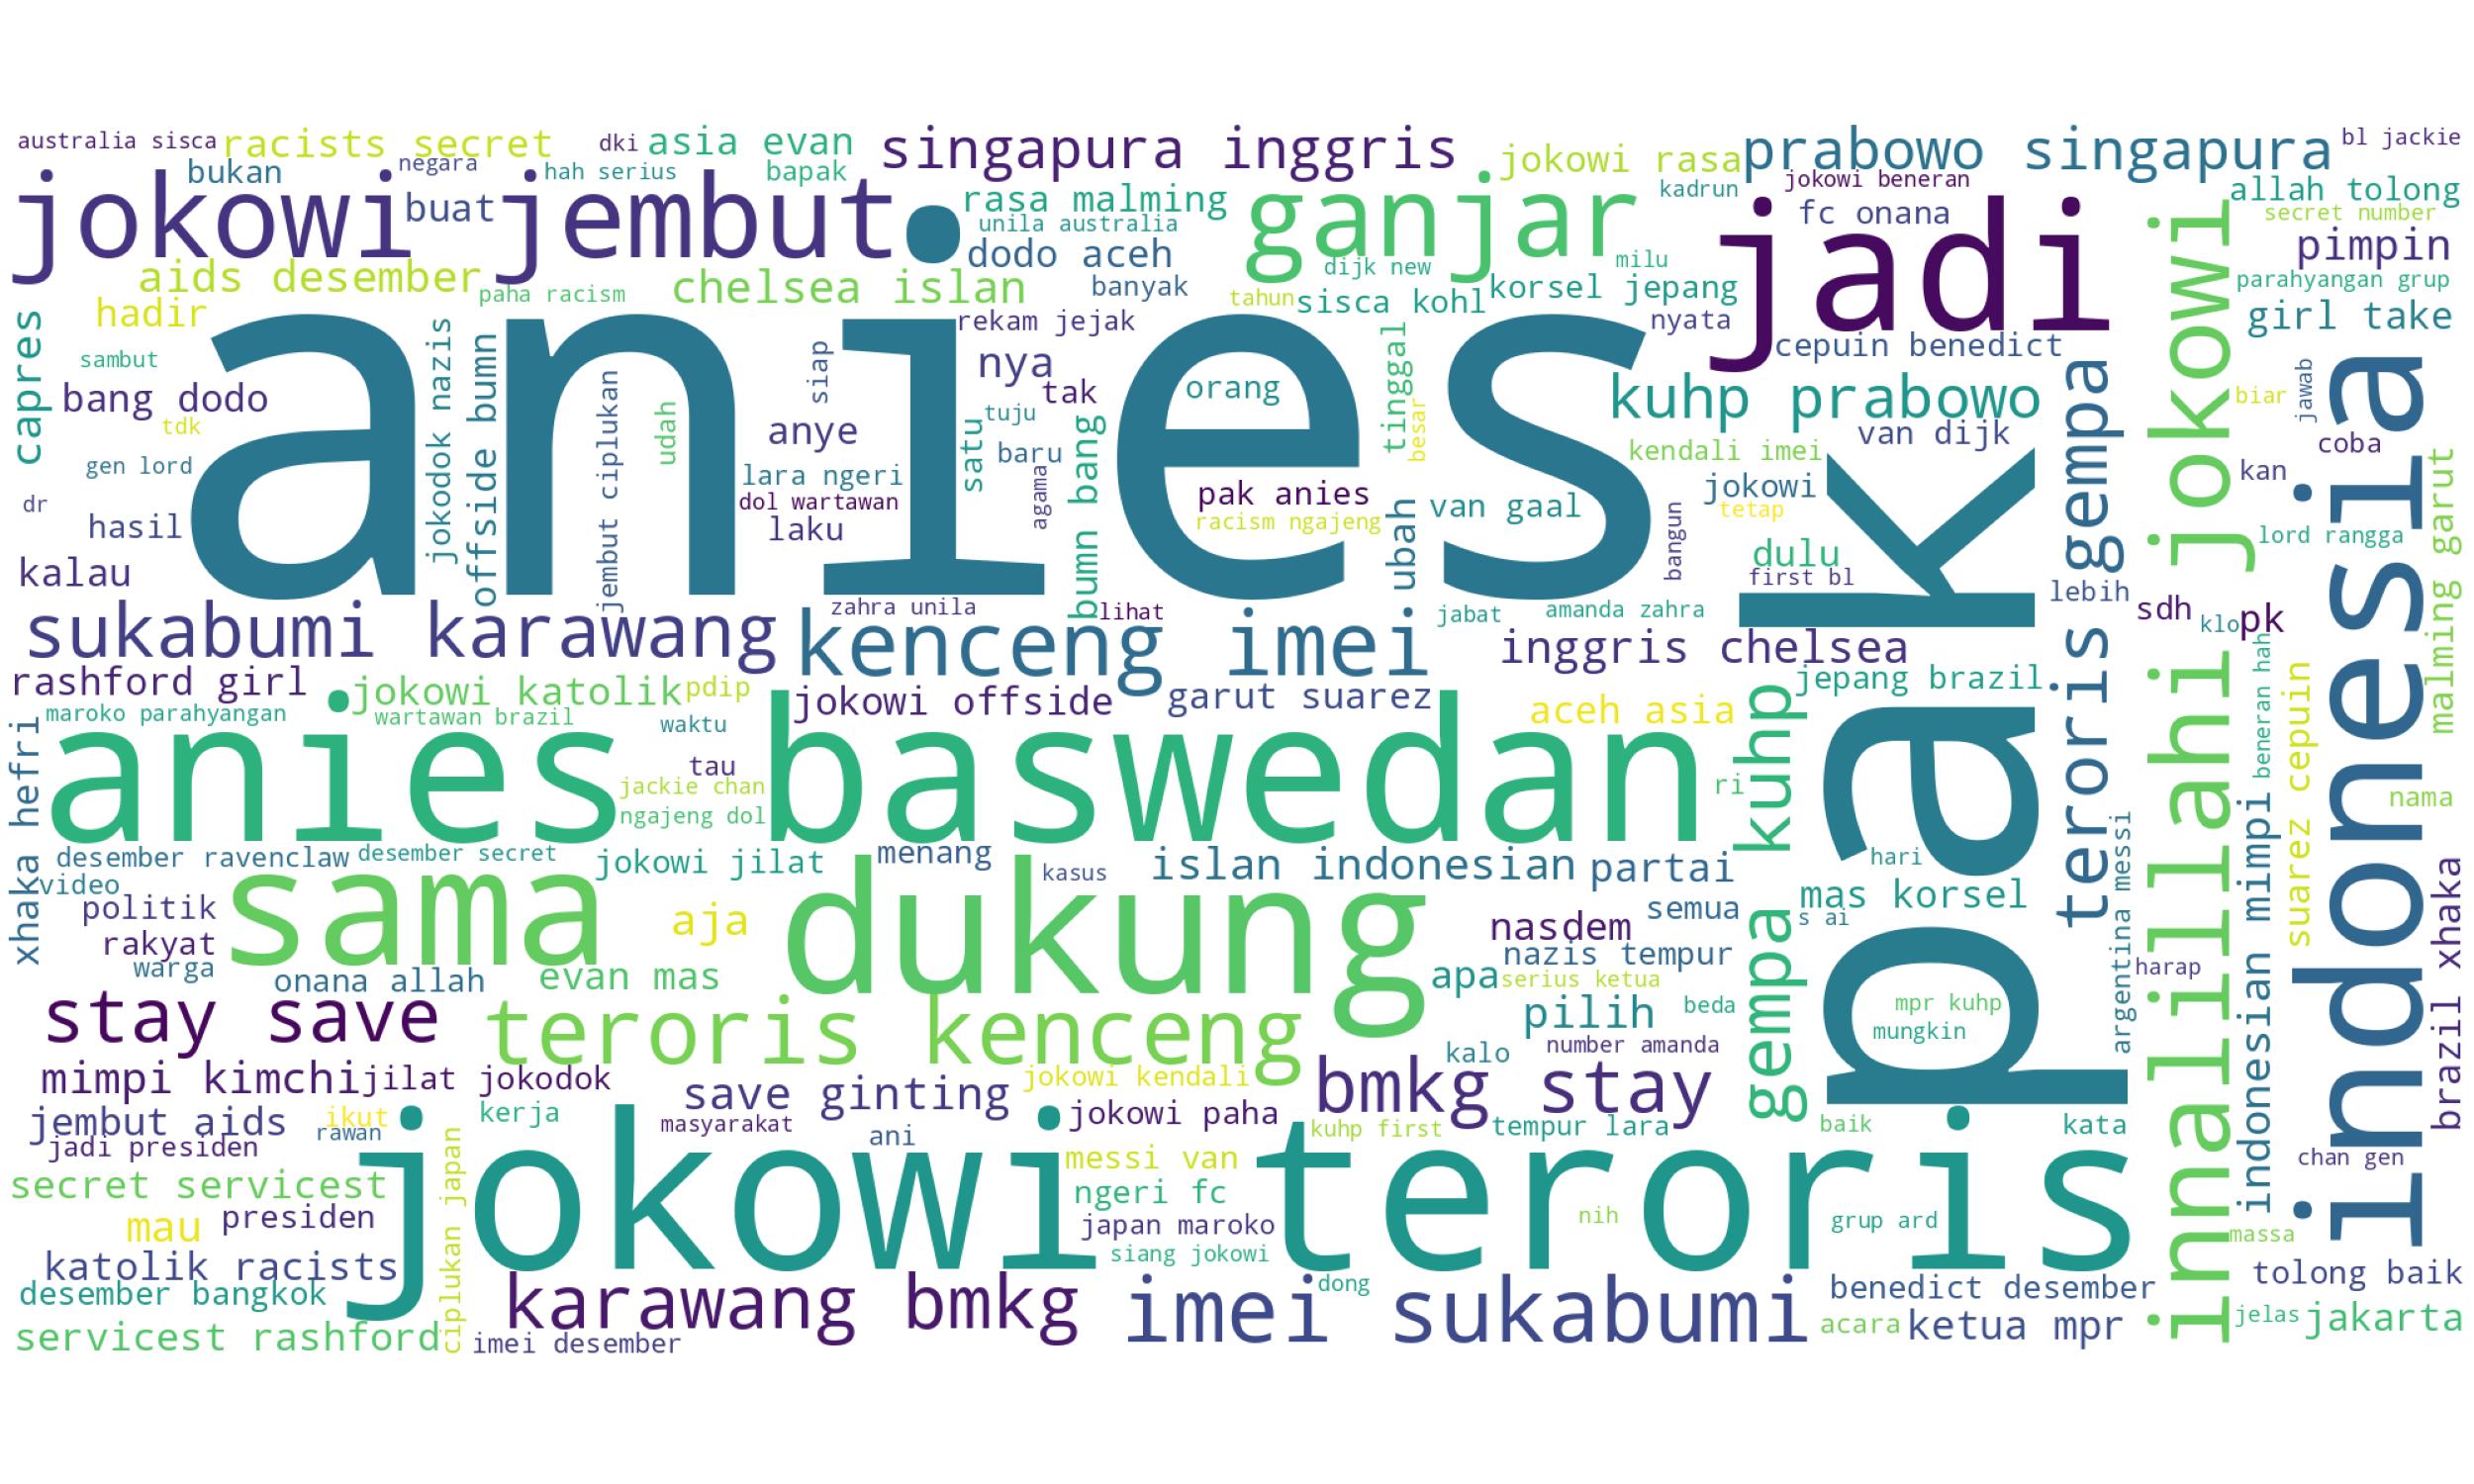 australia sisca
racists secret
dki
asia evan
singapura inggris
jokowi rasa
prabowo singapura
bl jackie
bukan
negara
hah serius
bapak
rasa malming
kadrun
jokowi beneran
allah tolong
jokowi jembut
buat
unila australia
ganjar
jadi
fc onana
secret number
dodo aceh
pimpin
aids desember
paha racism
chelsea islan
banyak
dijk new
milu
korsel jepang
parahyangan grup
hadir
tahun
sisca kohl
nyata
girl take
capres
rekam jejak
sambut
anies
jokodok nazis
offside bumn
siap
nya
tinggal
cepuin benedict
innalillahi jokowi
indonesia
bang dodo
tak
orang
kuhp prabowo
teroris gempa
jawab
biar
tdk
jembut ciplukan
udah
anye
satu
tuju
bumn bang
besar
van dijk
coba
gen lord
lara ngeri
baru
kendali imei
kan
malming garut
dr
dol wartawan
agama
pak anies
ubah
van gaal
jokowi
pak
hasil
laku
racism ngajeng
bangun
tetap
lord rangga
kalau
dulu
first bl
sukabumi karawang
zahra unila
lihat
kenceng imei
jabat
amanda zahra
lebih
sdh
klo
pk
inggris chelsea
rashford girl
jokowi katolik
pdip
jokowi offside
garut suarez
jepang brazil
beneran hah
suarez cepuin
maroko parahyangan
wartawan brazil
waktu
aceh asia
gempa kuhp
xhaka hefri
anies baswedan
tau
jackie chan
ri
ngajeng dol
nama
indonesian mimpi
argentina messi
desember ravenclaw
desember secret
jokowi jilat
menang
islan indonesian
partai
hari
brazil xhaka
video
kasus
mas korsel
politik
sama
aja
dukung
nasdem
semua
s ai
rakyat
nazis tempur
warga
onana allah
evan mas
apa
serius ketua
harap
stay save
teroris kenceng
pilih
beda
mpr kuhp
mungkin
mimpi kimchi
jilat jokodok
save ginting
jokowi kendali
kalo
number amanda
bmkg stay
jembut aids
ikut
rawan
kerja
masyarakat
ani
jokowi paha
kuhp first
tempur lara
baik
kata
jadi presiden
jokowi teroris
messi van
chan gen
secret servicest
ciplukan japan
ngeri fc
mau
presiden
japan maroko
nih
grup ard
massa
katolik racists
siang jokowi
tolong baik
desember bangkok
karawang bmkg
imei sukabumi
dong
benedict desember
servicest rashford
imei desember
acara
ketua mpr
jelas
jakarta